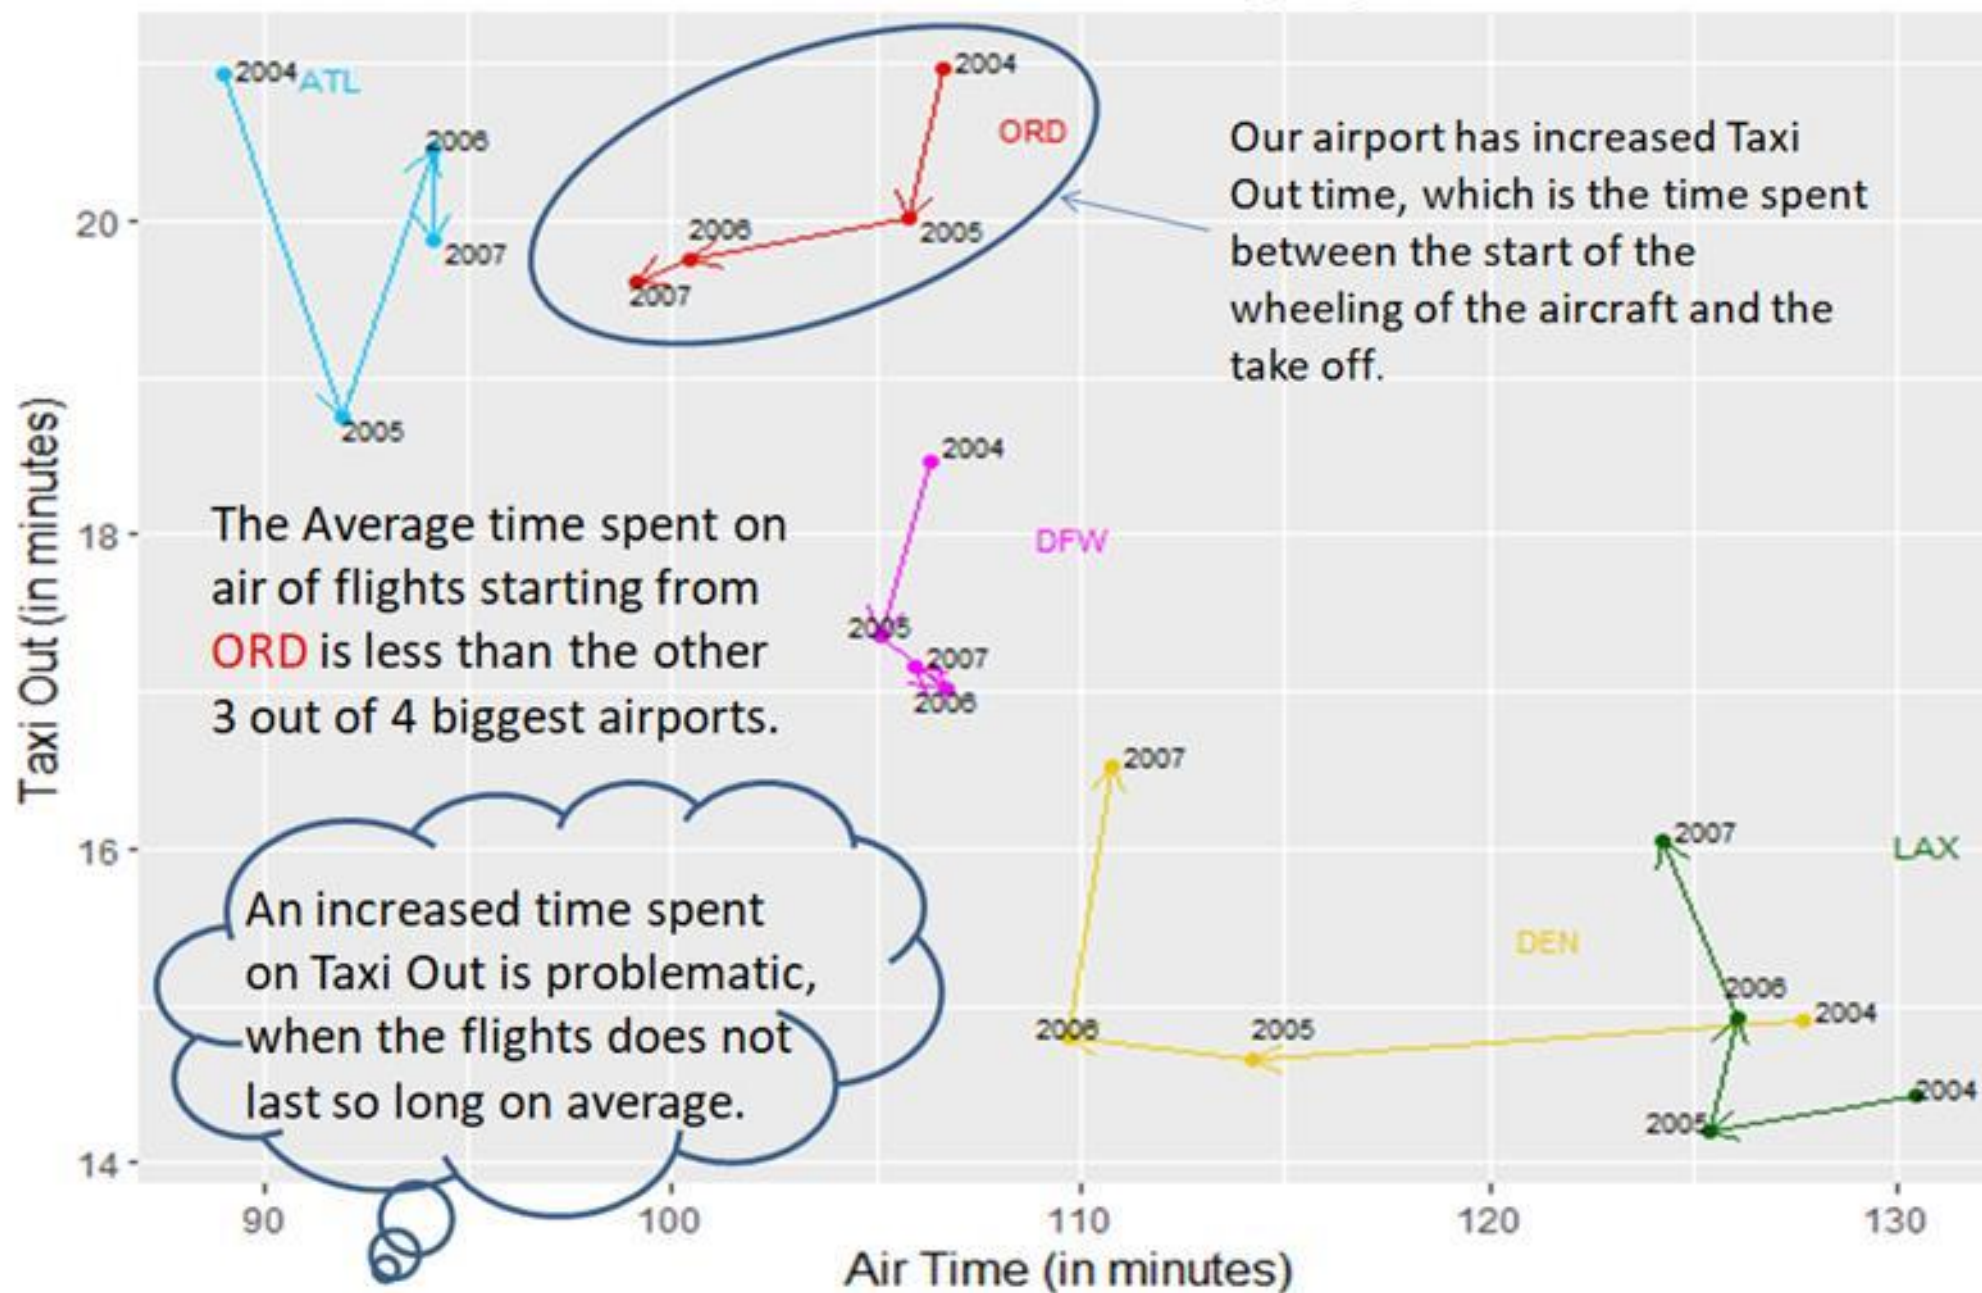 2004 ATL
2006
2007
2005
2004
ORD
2006
2005
2007
Our airport has increased Taxi
Out time, which is the time spent
between the start of the
wheeling of the aircraft and the
take off.
2004
DFW
2005
2007
2006
The Average time spent on
air of flights starting from
ORD is less than the other
3 out of 4 biggest airports.
2007
2007
LAX
DEN
2006
2004
2006
2005
2005
2004
An increased time spent
on Taxi Out is problematic,
when the flights does not
last so long on average.
Taxi Out (in minutes)
20
18
16
14
90 100 110 120 130
Air Time (in minutes)